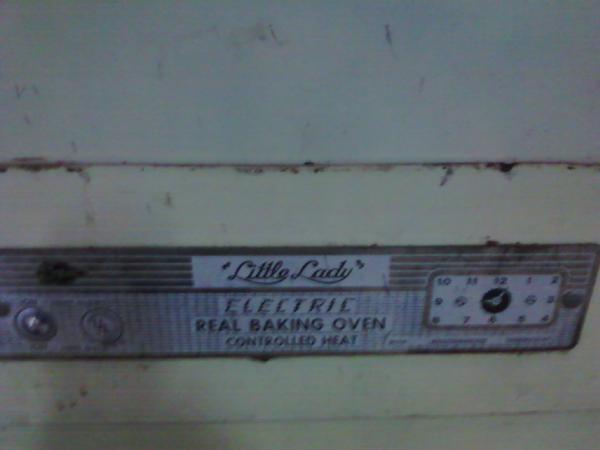 "Little Lady"
ELECTRIC
REAL BAKING OVEN
CONTROLLED HEAT
10 11 12 1 2
9 3
8 7 6 5 4